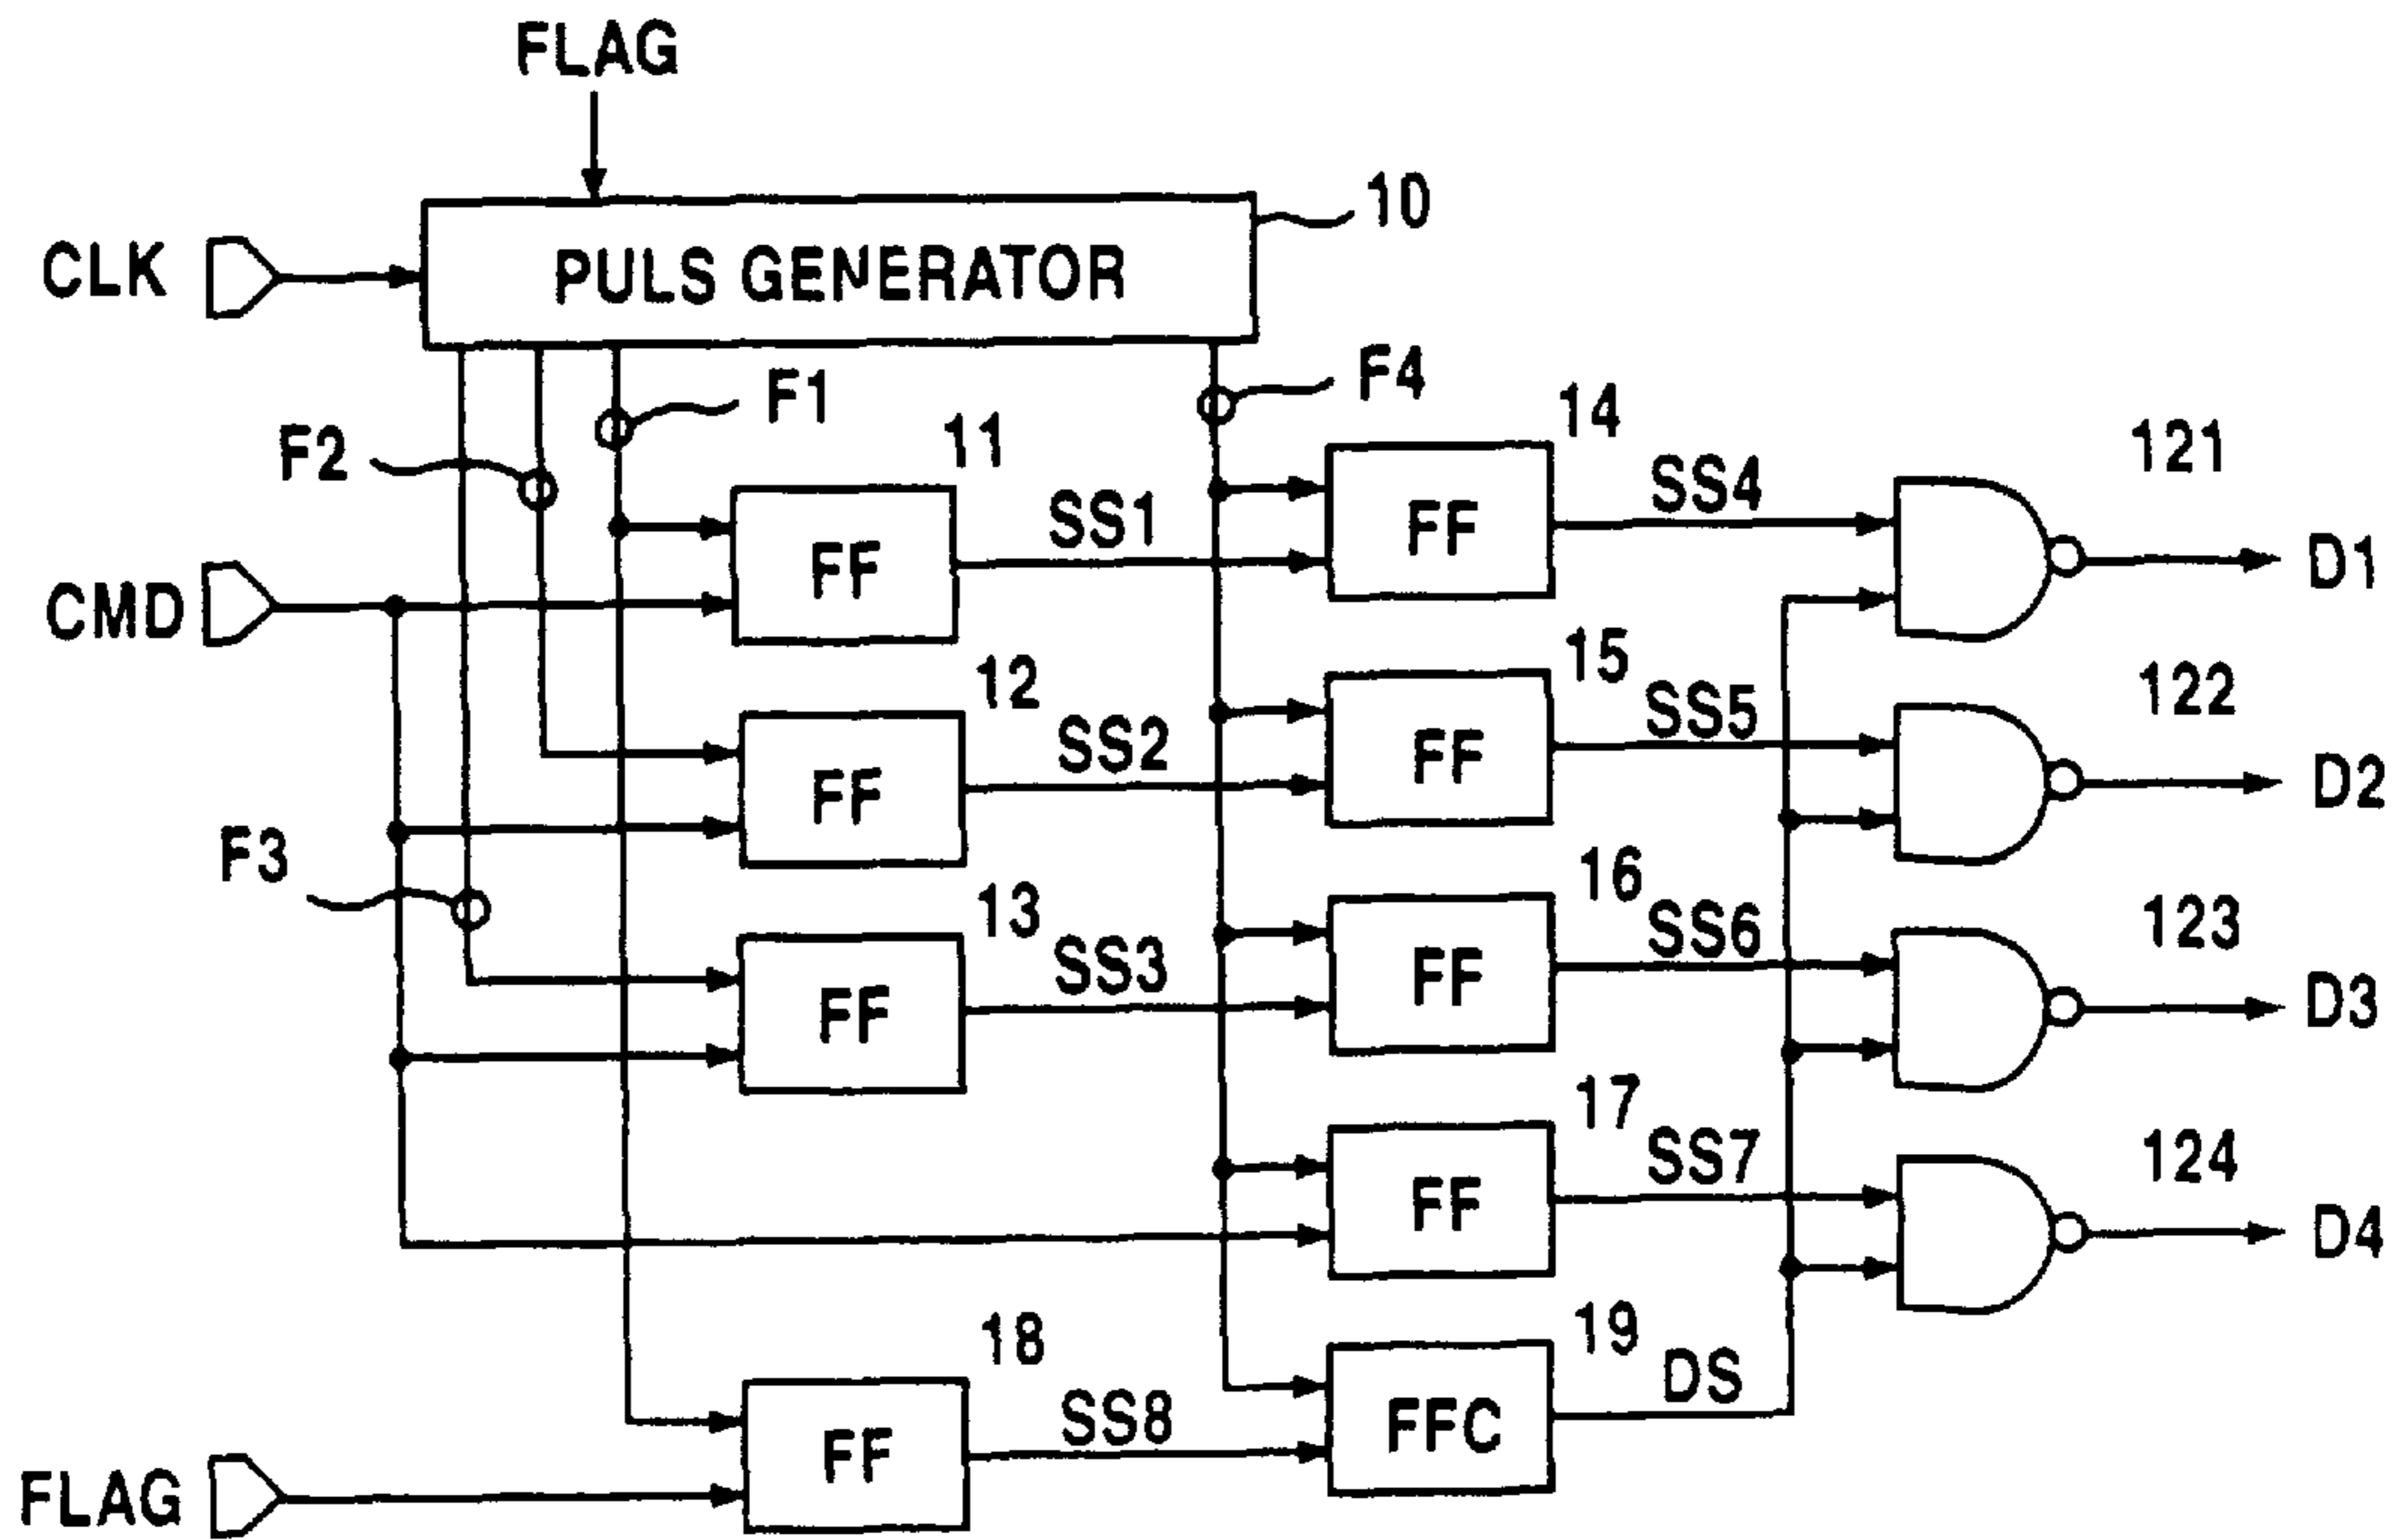 FLAG
10
CLK
PULS GENERATOR
F1
F4
14
F2
11
121
SS4
FF
SS1
FF
D1
CMD
12
15
122
SS5
SS2
FF
FF
D2
F3
13
16
123
SS6
SS3
FF
FF
D3
17
124
SS7
FF
D4
18
19
DS
SS8
FFC
FF
FLAG